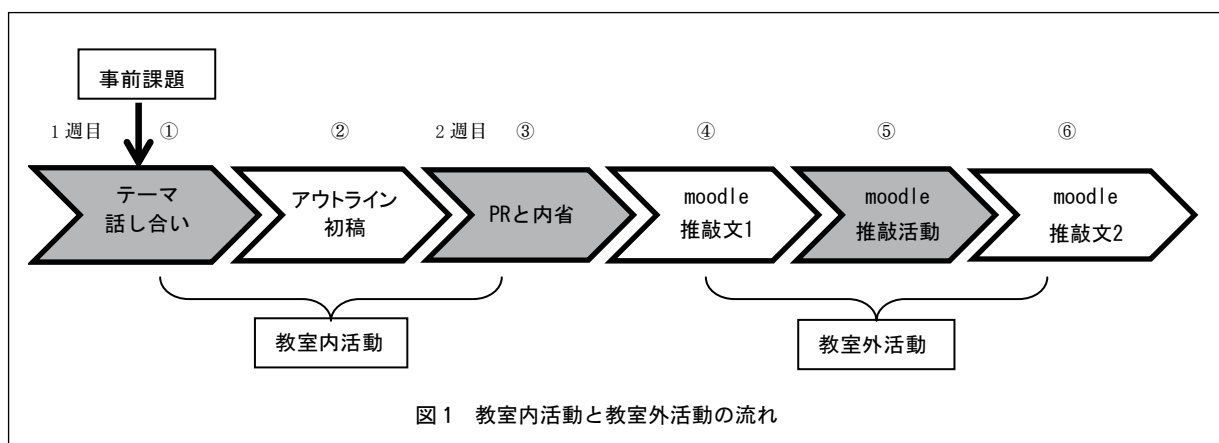 事前課題
1週目 ① ② 2週目 ③ ④ ⑤ ⑥
テーマ
話し合い
アウトライン
初稿
PRと内省
moodle
推敲文1
moodle
推敲活動
moodle
推敲文2
教室内活動
教室外活動
図1 教室内活動と教室外活動の流れ